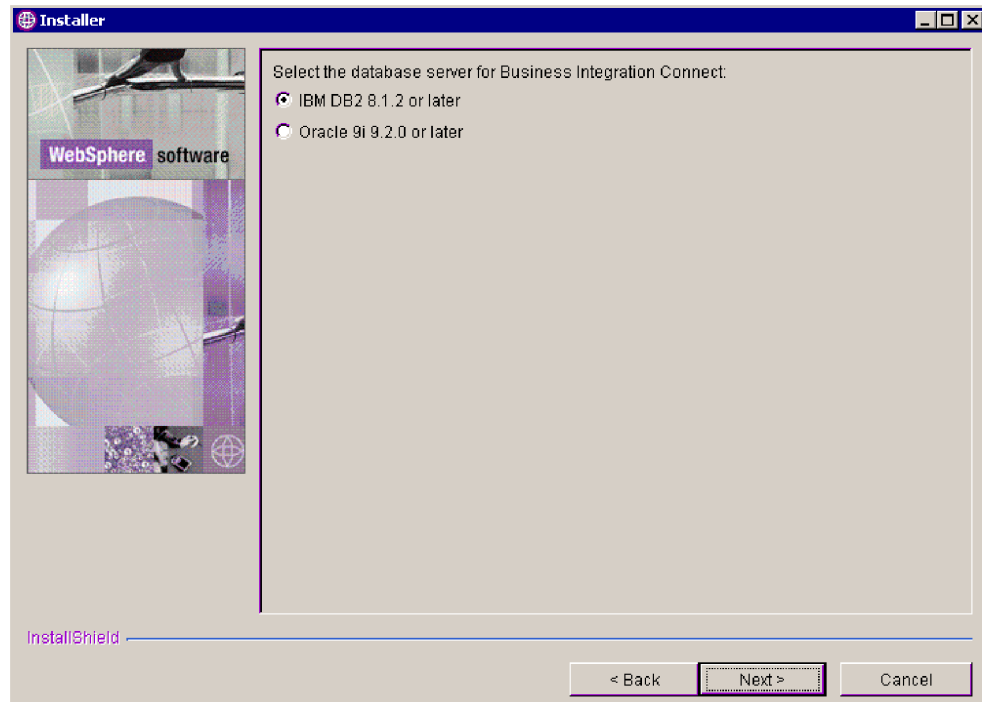 Installer
WebSphere software
Select the database server for Business Integration Connect:
IBM DB2 8.1.2 or later
Oracle 9i 9.2.0 or later
InstallShield
< Back
Next >
Cancel